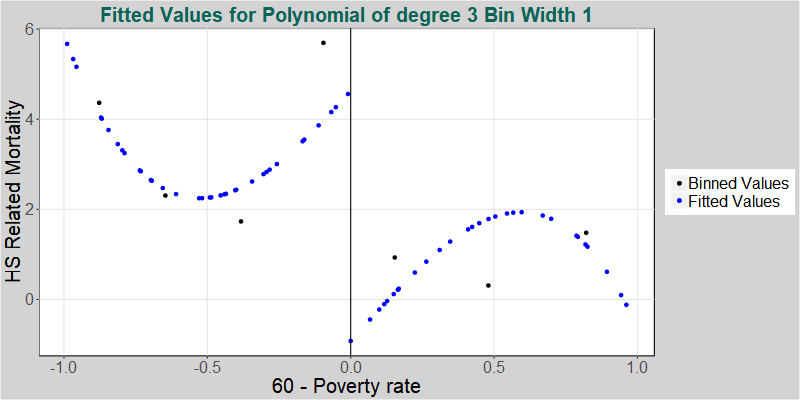 Fitted Values for Polynomial of degree 3 Bin Width 1
HS Related Mortality
6
4
2
0
-1.0
-0.5
0.0
0.5
1.0
60 - Poverty rate
Binned Values
Fitted Values